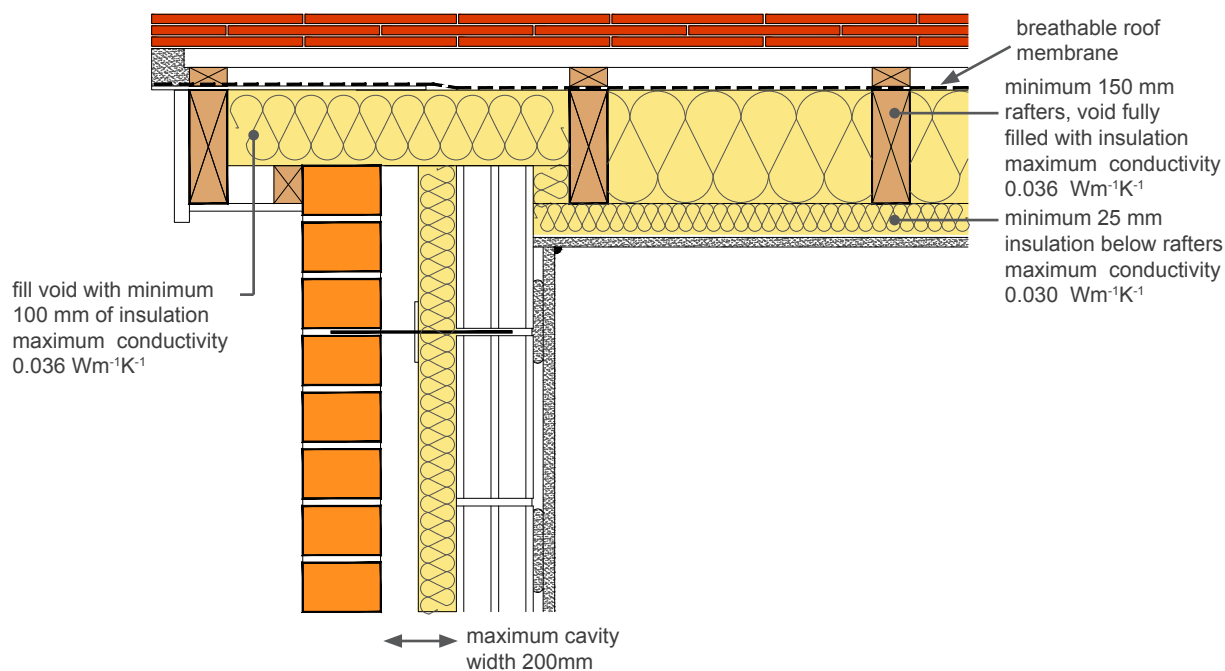 breathable roof
membrane
minimum 150 mm
rafters, void fully
filled with insulation
maximum conductivity
0.036 Wm⁻¹K⁻¹
minimum 25 mm
insulation below rafters
maximum conductivity
0.030 Wm⁻¹K⁻¹
fill void with minimum
100 mm of insulation
maximum conductivity
0.036 Wm⁻¹K⁻¹
maximum cavity
width 200mm